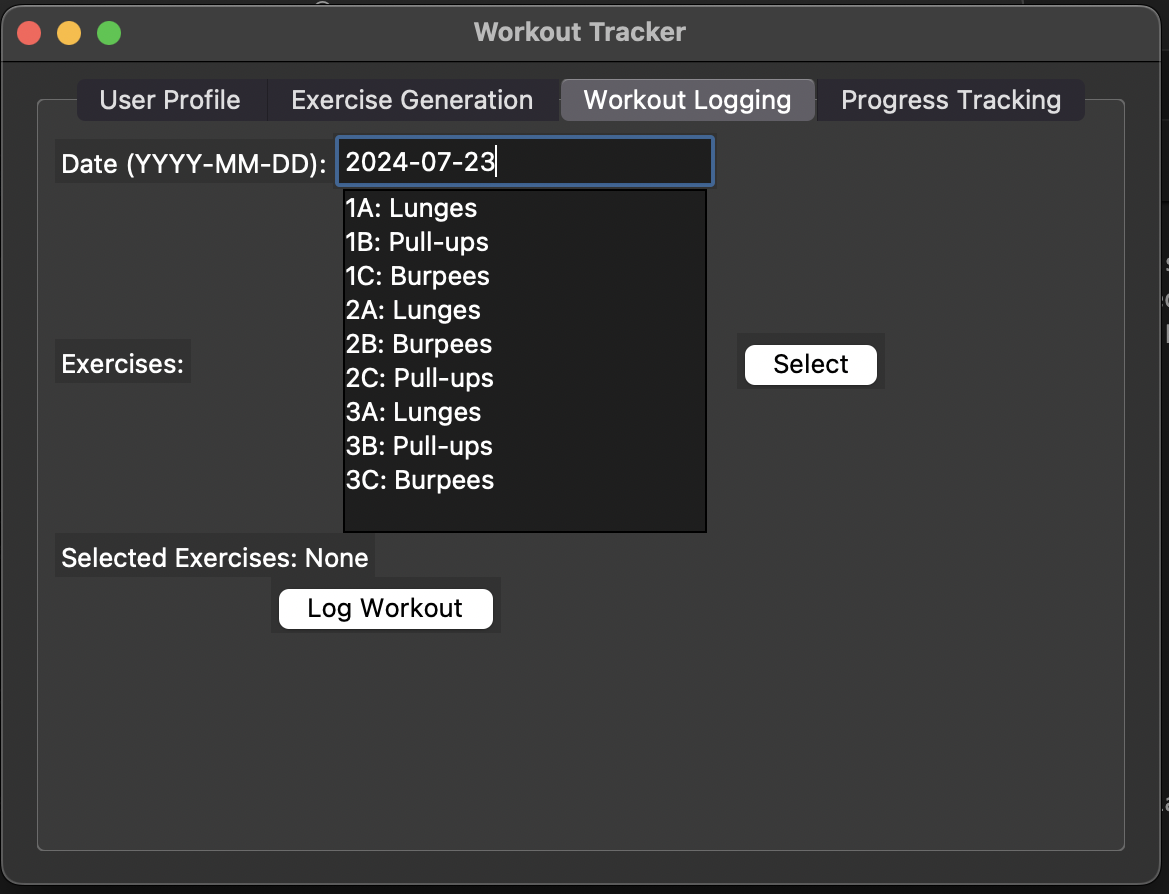 Workout Tracker
User Profile Exercise Generation Workout Logging Progress Tracking
Date (YYYY-MM-DD): 2024-07-23
1A: Lunges
1B: Pull-ups
1C: Burpees
2A: Lunges
2B: Burpees
Exercises: Select
2C: Pull-ups
3A: Lunges
3B: Pull-ups
3C: Burpees
Selected Exercises: None
Log Workout